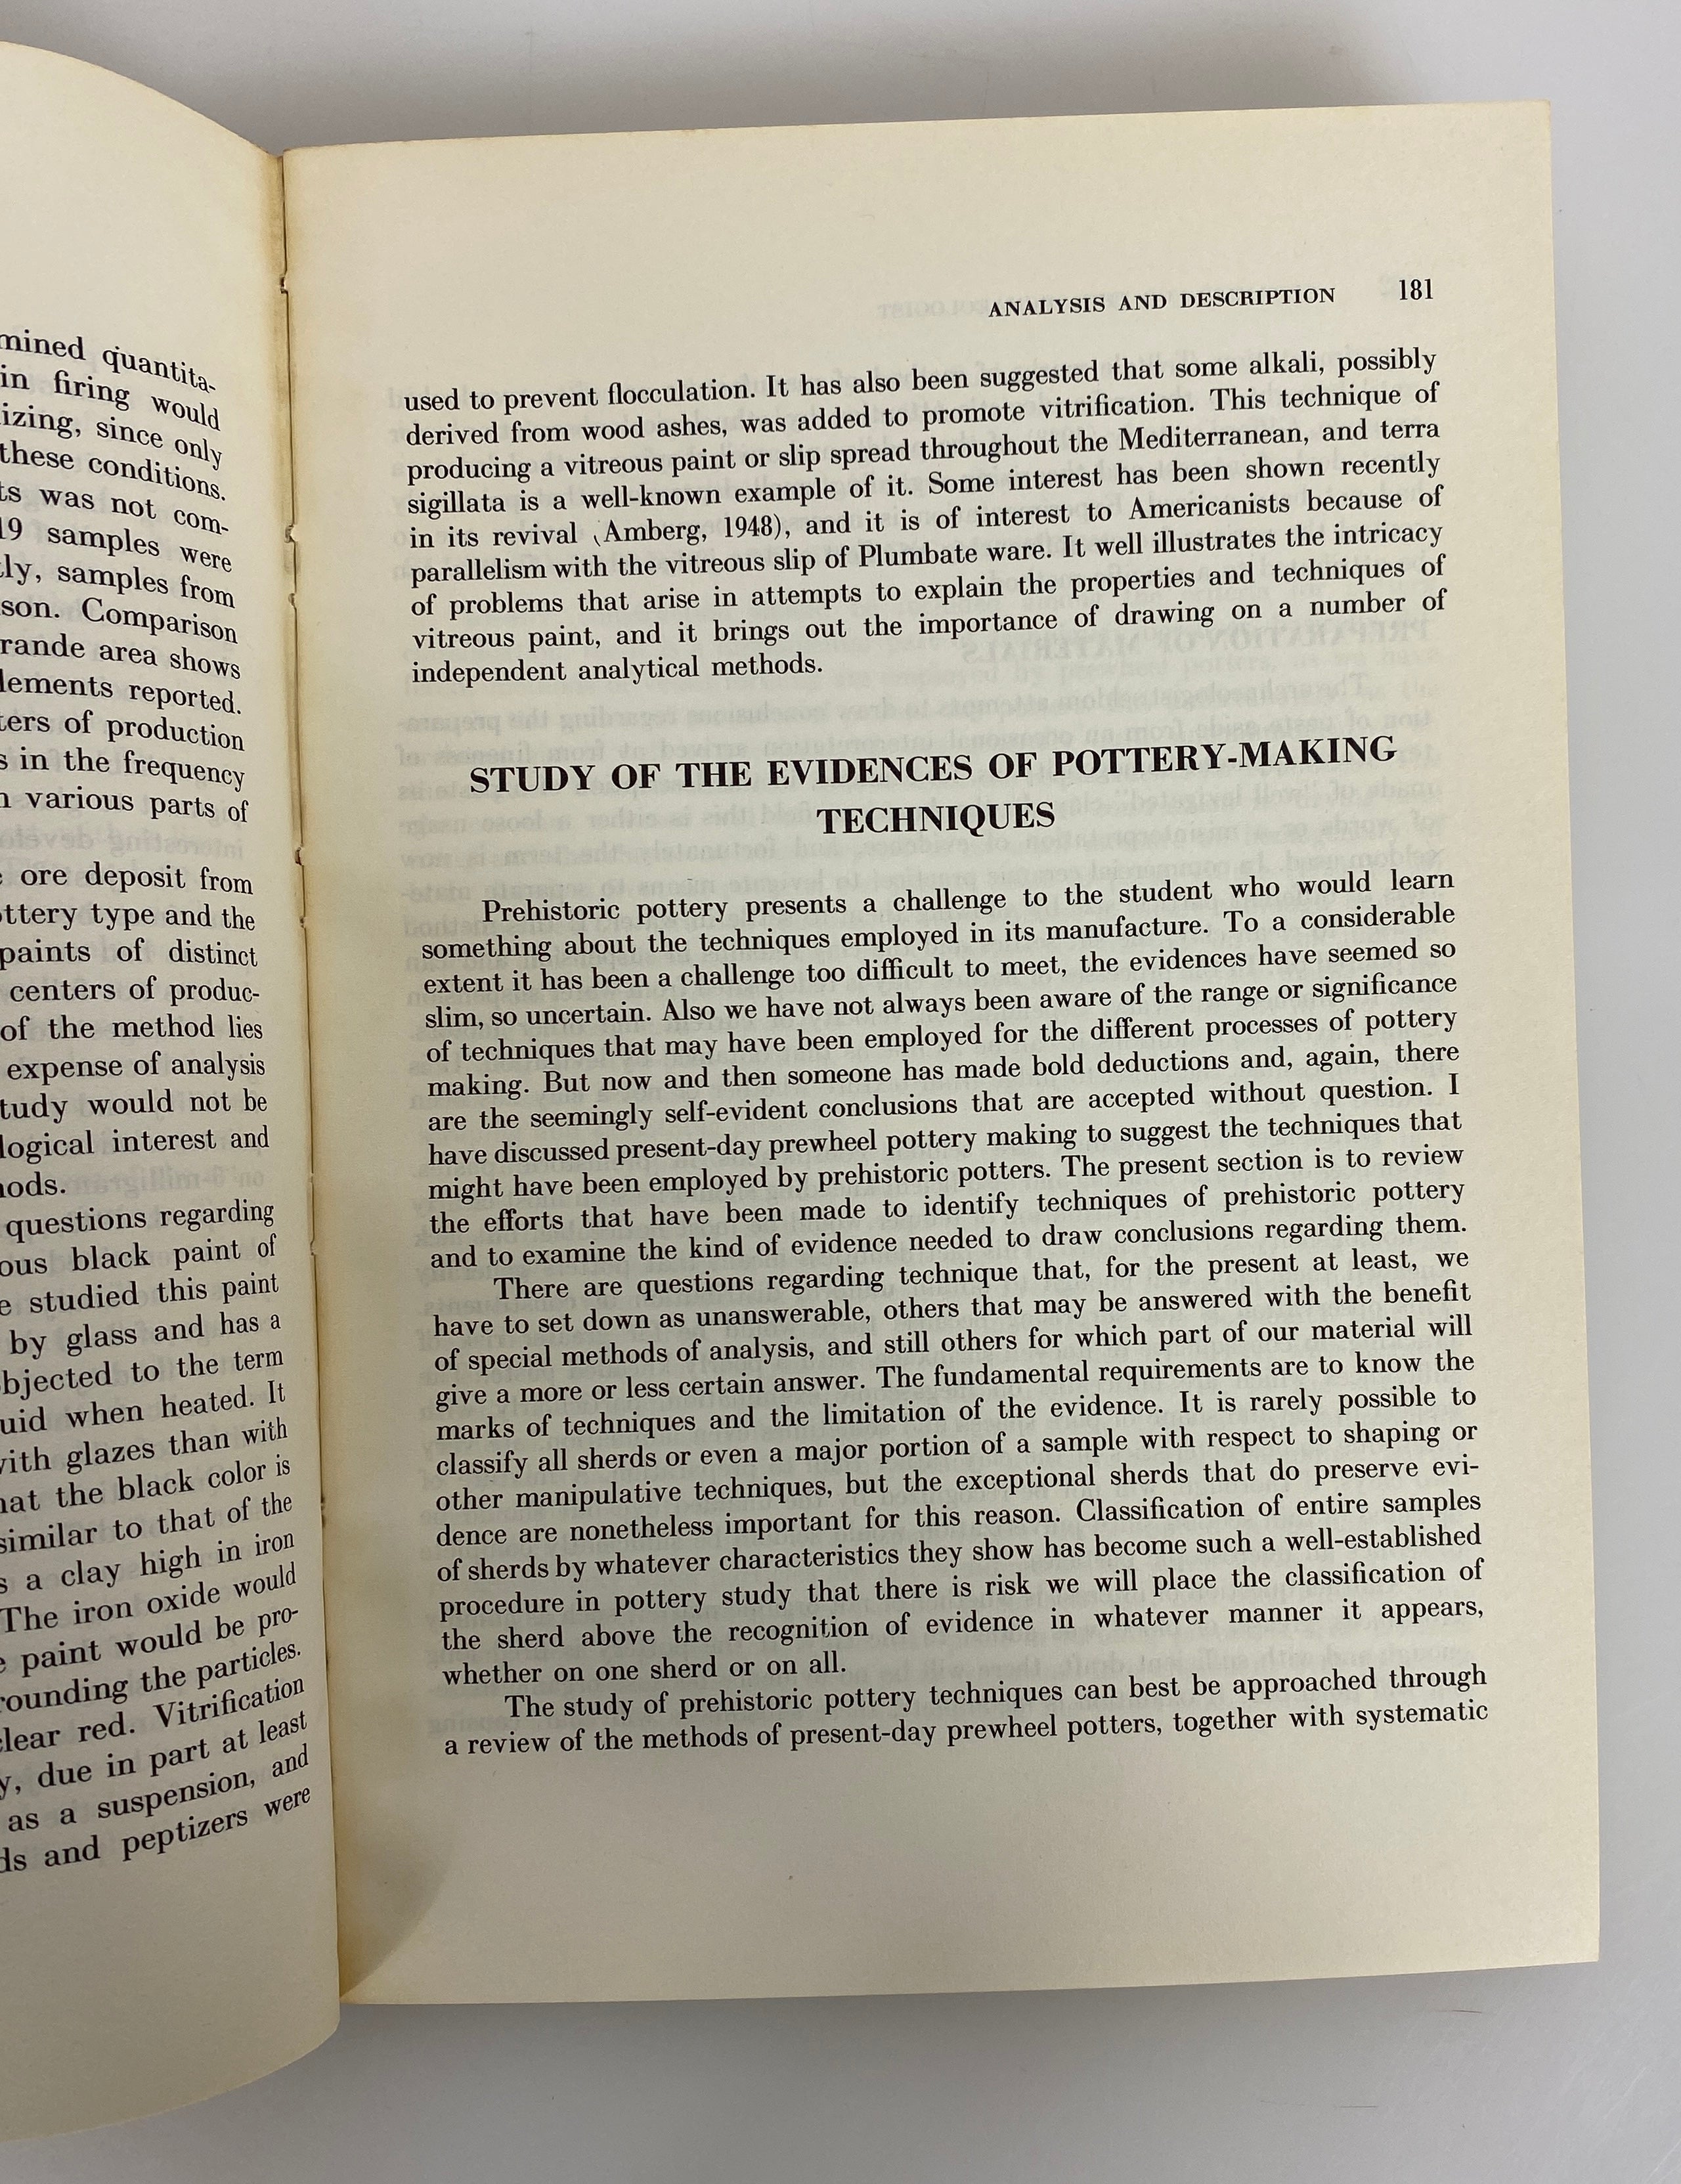 mined quantita-
in firing would
izing, since only
these conditions.
ts was not com-
19 samples were
ly, samples from
son. Comparison
rande area shows
lements reported.
ters of production
s in the frequency
n various parts of
ore deposit from
ottery type and the
paints of distinct
centers of produc-
of the method lies
expense of analysis
tudy would not be
logical interest and
nods.
questions regarding
ous black paint of
e studied this paint
by glass and has a
bjected to the term
uid when heated. It
with glazes than with
hat the black color is
similar to that of the
s a clay high in iron
The iron oxide would
e paint would be pro-
rounding the particles.
clear red. Vitrification
y, due in part at least
as a suspension, and
ds and peptizers were
ANALYSIS AND DESCRIPTION 181
used to prevent flocculation. It has also been suggested that some alkali, possibly
derived from wood ashes, was added to promote vitrification. This technique of
producing a vitreous paint or slip spread throughout the Mediterranean, and terra
sigillata is a well-known example of it. Some interest has been shown recently
in its revival (Amberg, 1948), and it is of interest to Americanists because of
parallelism with the vitreous slip of Plumbate ware. It well illustrates the intricacy
of problems that arise in attempts to explain the properties and techniques of
vitreous paint, and it brings out the importance of drawing on a number of
independent analytical methods.
STUDY OF THE EVIDENCES OF POTTERY-MAKING
TECHNIQUES
Prehistoric pottery presents a challenge to the student who would learn
something about the techniques employed in its manufacture. To a considerable
extent it has been a challenge too difficult to meet, the evidences have seemed so
slim, so uncertain. Also we have not always been aware of the range or significance
of techniques that may have been employed for the different processes of pottery
making. But now and then someone has made bold deductions and, again, there
are the seemingly self-evident conclusions that are accepted without question. I
have discussed present-day prewheel pottery making to suggest the techniques that
might have been employed by prehistoric potters. The present section is to review
the efforts that have been made to identify techniques of prehistoric pottery
and to examine the kind of evidence needed to draw conclusions regarding them.
There are questions regarding technique that, for the present at least, we
have to set down as unanswerable, others that may be answered with the benefit
of special methods of analysis, and still others for which part of our material will
give a more or less certain answer. The fundamental requirements are to know the
marks of techniques and the limitation of the evidence. It is rarely possible to
classify all sherds or even a major portion of a sample with respect to shaping or
other manipulative techniques, but the exceptional sherds that do preserve evi-
dence are nonetheless important for this reason. Classification of entire samples
of sherds by whatever characteristics they show has become such a well-established
procedure in pottery study that there is risk we will place the classification of
the sherd above the recognition of evidence in whatever manner it appears,
whether on one sherd or on all.
The study of prehistoric pottery techniques can best be approached through
a review of the methods of present-day prewheel potters, together with systematic